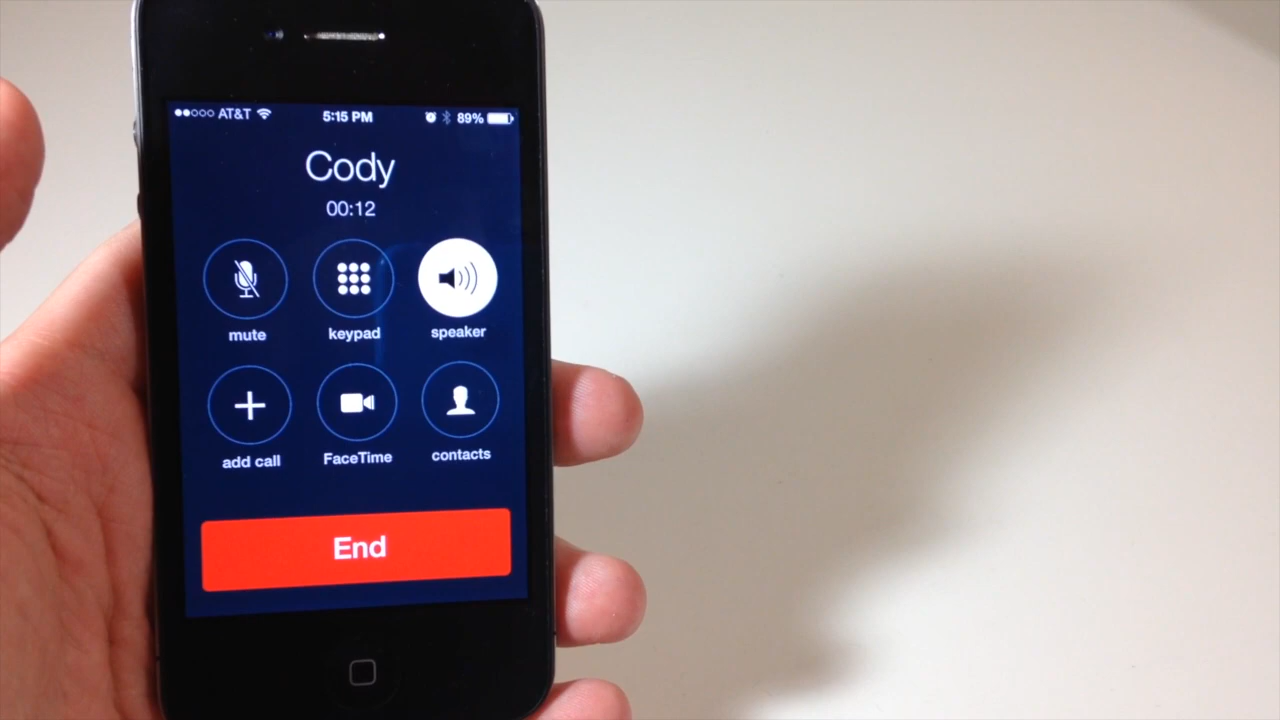 AT&T 5:15 PM 89%
Cody
00:12
mute keypad speaker
add call FaceTime contacts
End